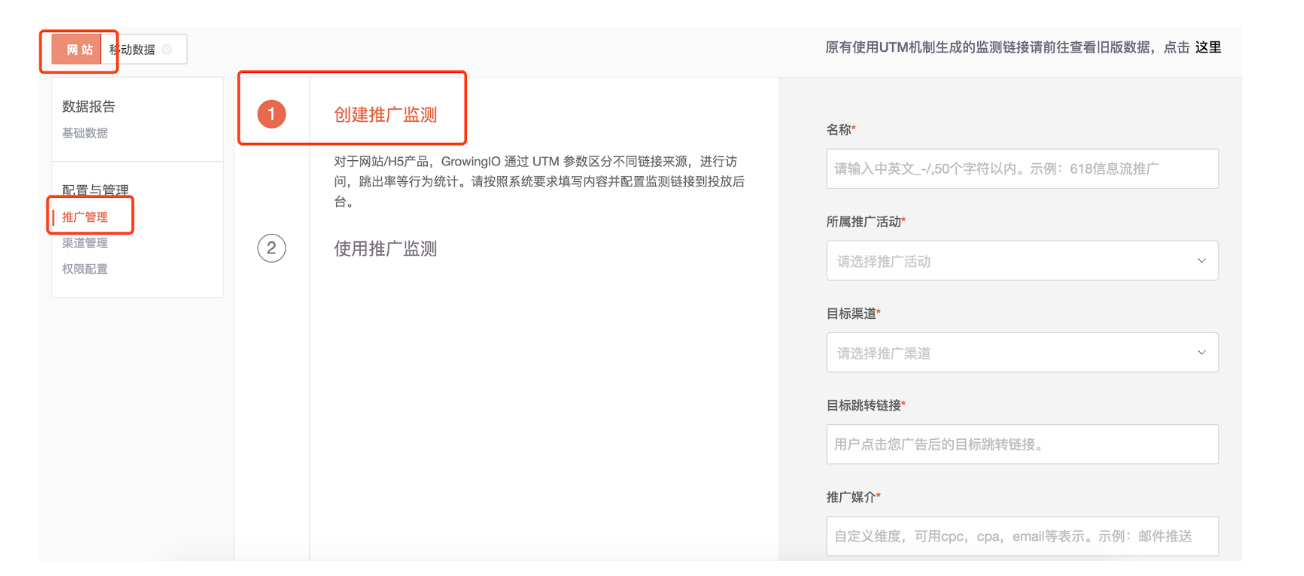 网站
移动数据
原有使用UTM机制生成的监测链接请前往查看旧版数据，点击 这里
数据报告
基础数据
配置与管理
推广管理
渠道管理
权限配置
1
创建推广监测
对于网站/H5产品，GrowingIO 通过 UTM 参数区分不同链接来源，进行访
问，跳出率等行为统计。请按照系统要求填写内容并配置监测链接到投放后
台。
2
使用推广监测
名称*
请输入中英文_-/,50个字符以内。示例：618信息流推广
所属推广活动*
请选择推广活动
目标渠道*
请选择推广渠道
目标跳转链接*
用户点击您广告后的目标跳转链接。
推广媒介*
自定义维度，可用cpc，cpa，email等表示。示例：邮件推送